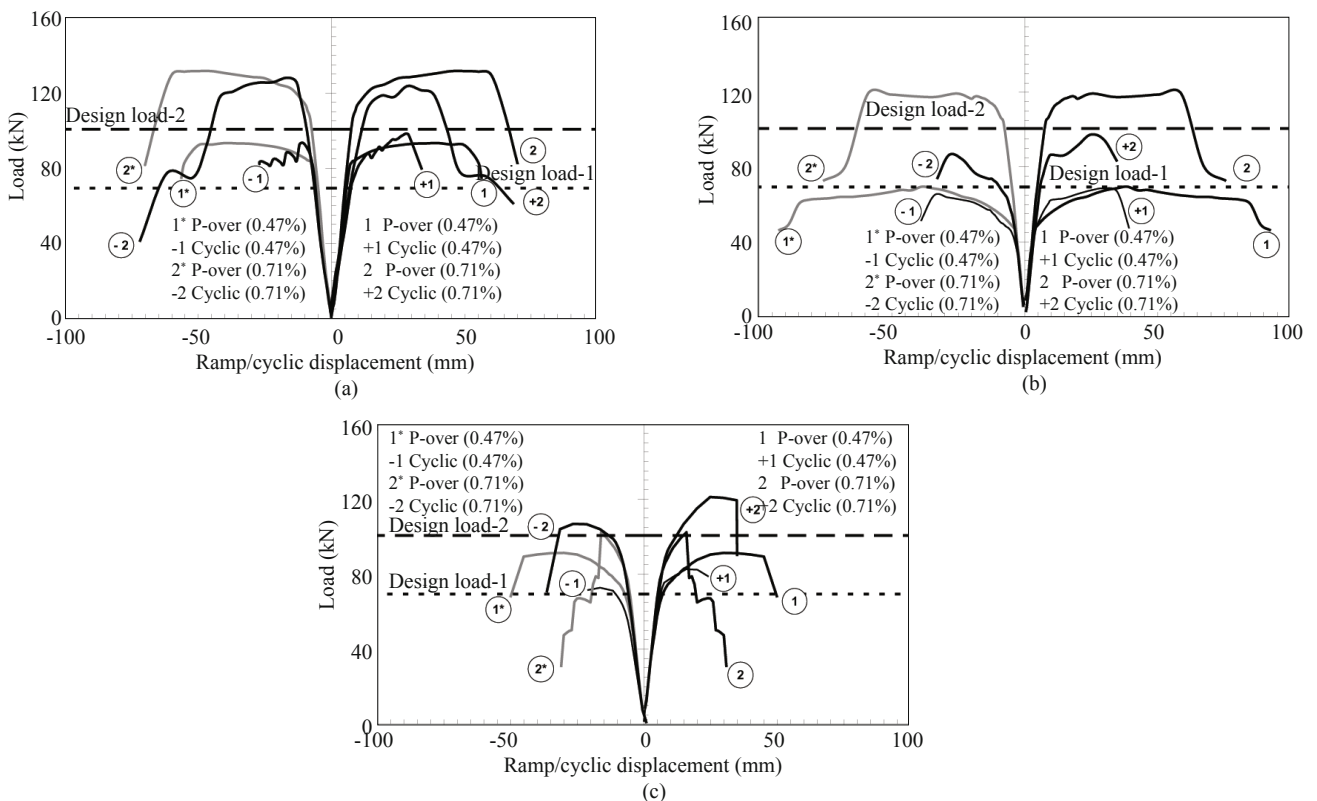 160
120
80
40
0
Load (kN)
Design load-2
Design load-1
2*
1*
- 1
- 2
+1
1
2
+2
1* P-over (0.47%)
-1 Cyclic (0.47%)
2* P-over (0.71%)
-2 Cyclic (0.71%)
1 P-over (0.47%)
+1 Cyclic (0.47%)
2 P-over (0.71%)
+2 Cyclic (0.71%)
-100 -50 0 50 100
Ramp/cyclic displacement (mm)
(a)
160
120
80
40
0
Load (kN)
Design load-2
Design load-1
2*
- 2
- 1
1*
+2
2
+1
1
1* P-over (0.47%)
-1 Cyclic (0.47%)
2* P-over (0.71%)
-2 Cyclic (0.71%)
1 P-over (0.47%)
+1 Cyclic (0.47%)
2 P-over (0.71%)
+2 Cyclic (0.71%)
-100 -50 0 50 100
Ramp/cyclic displacement (mm)
(b)
160
120
80
40
0
Load (kN)
1* P-over (0.47%)
-1 Cyclic (0.47%)
2* P-over (0.71%)
-2 Cyclic (0.71%)
1 P-over (0.47%)
+1 Cyclic (0.47%)
2 P-over (0.71%)
+2 Cyclic (0.71%)
Design load-2
Design load-1
- 2
- 1
1*
2*
+2
+1
1
2
-100 -50 0 50 100
Ramp/cyclic displacement (mm)
(c)